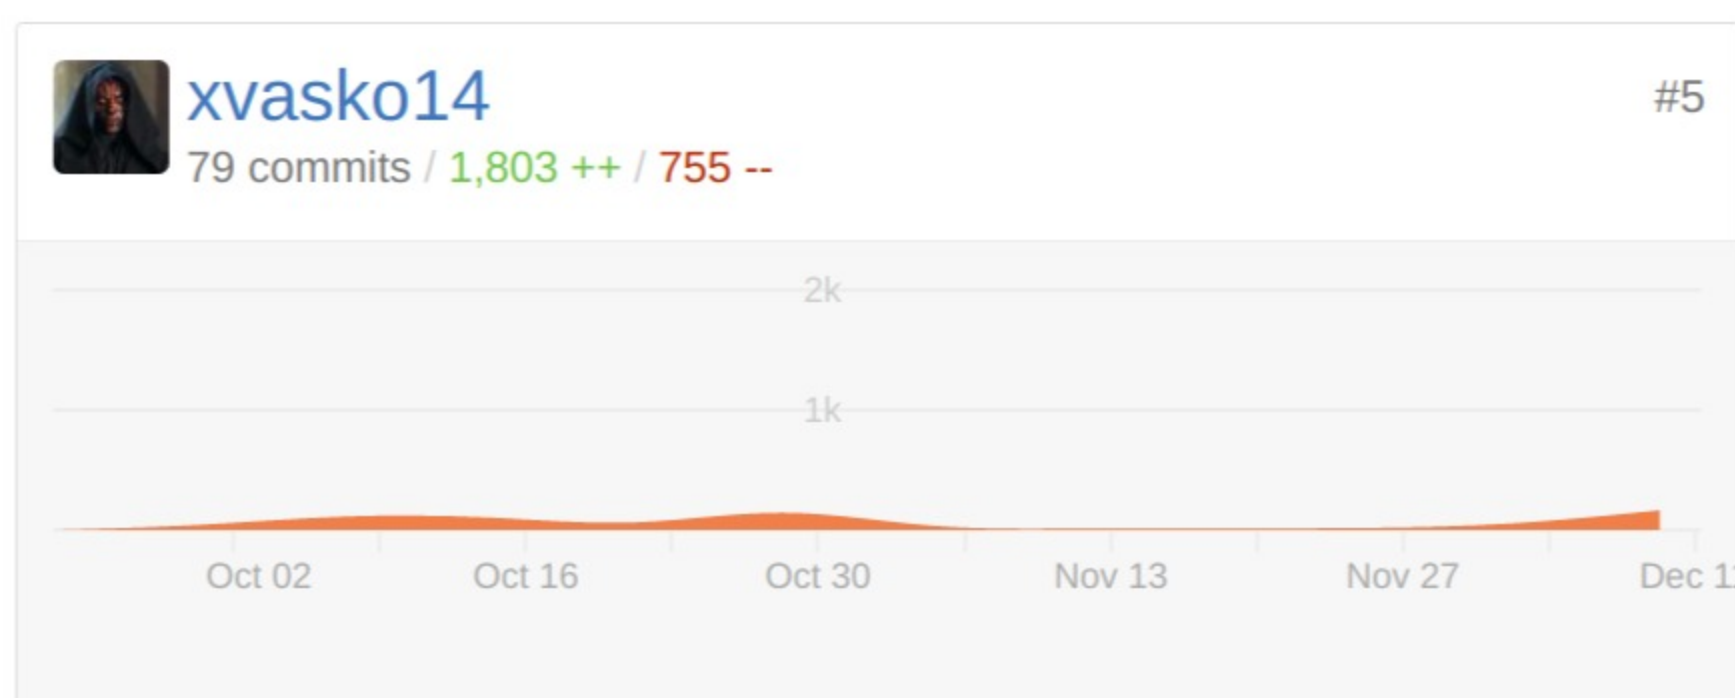 xvasko14
#5
79 commits / 1,803 ++ / 755 --
2k
1k
Oct 02 Oct 16 Oct 30 Nov 13 Nov 27 Dec